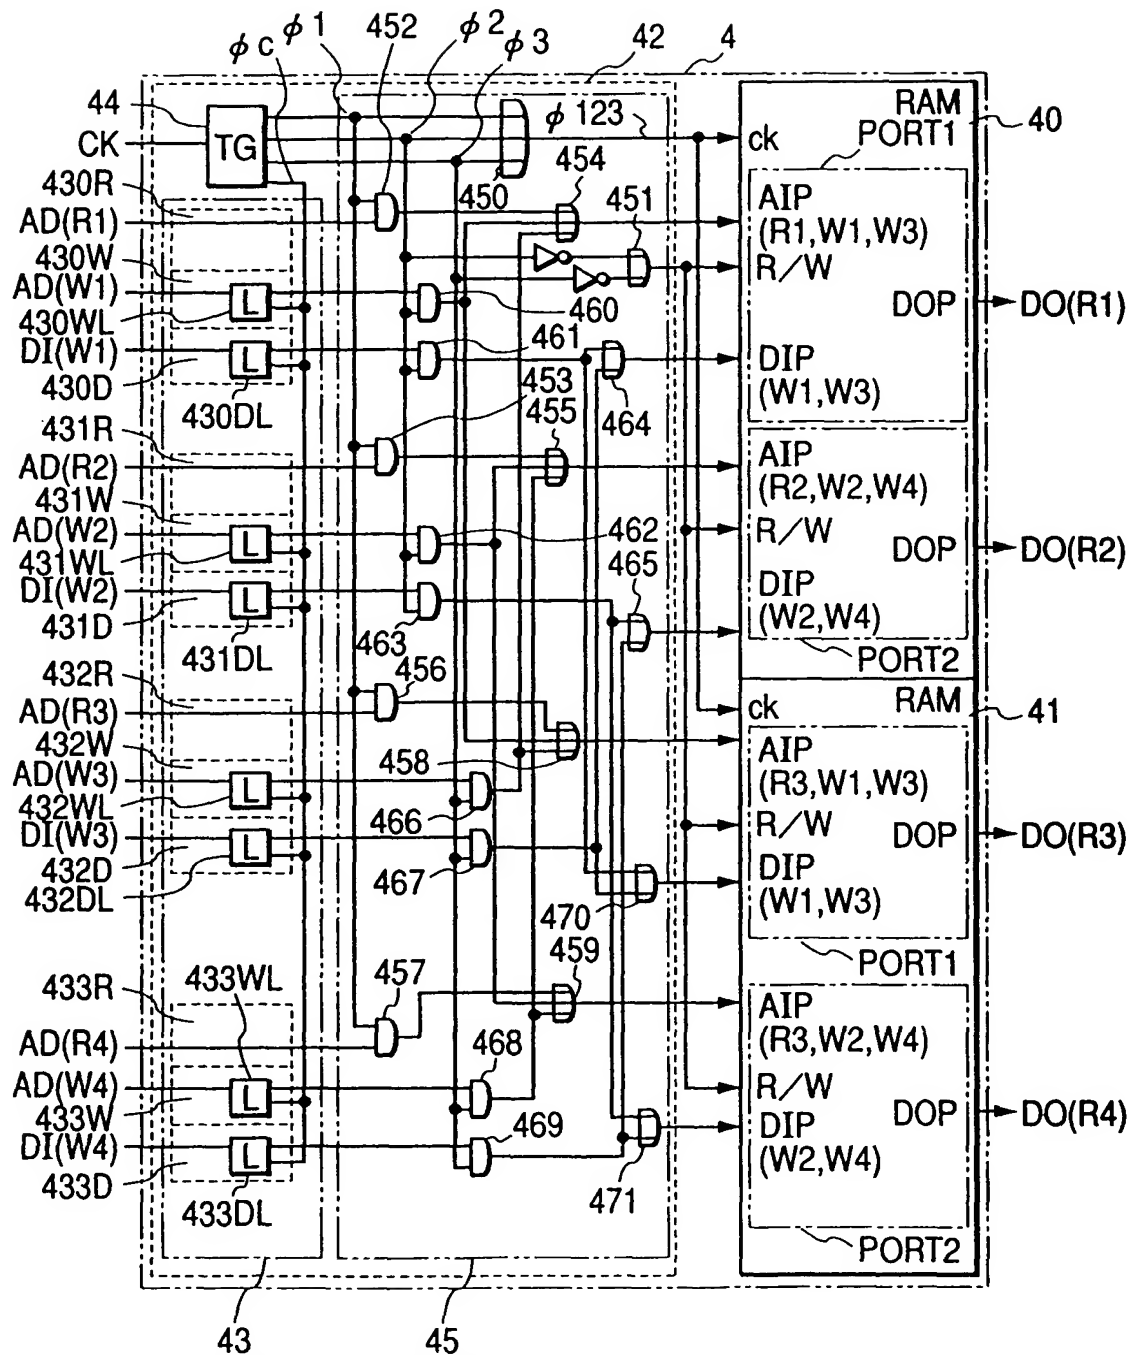 φ1
452
φ2
42
4
φc
φ3
44
CK
TG
φ123
ck
RAM
PORT1
40
430R
450
454
451
AD(R1)
AIP
(R1,W1,W3)
430W
R/W
AD(W1)
L
460
DOP
DO(R1)
430WL
461
DI(W1)
L
DIP
(W1,W3)
430D
430DL
453
464
431R
455
AD(R2)
AIP
(R2,W2,W4)
431W
AD(W2)
L
462
R/W
DOP
DO(R2)
431WL
465
DI(W2)
L
DIP
(W2,W4)
431D
431DL
463
PORT2
432R
456
ck
RAM
41
AD(R3)
AIP
(R3,W1,W3)
432W
458
AD(W3)
L
432WL
466
R/W
DOP
DO(R3)
DI(W3)
L
432D
467
DIP
(W1,W3)
432DL
470
PORT1
433R
433WL
457
459
AIP
(R3,W2,W4)
AD(R4)
468
AD(W4)
L
R/W
433W
DOP
DO(R4)
DI(W4)
L
469
DIP
(W2,W4)
433D
433DL
471
PORT2
43
45